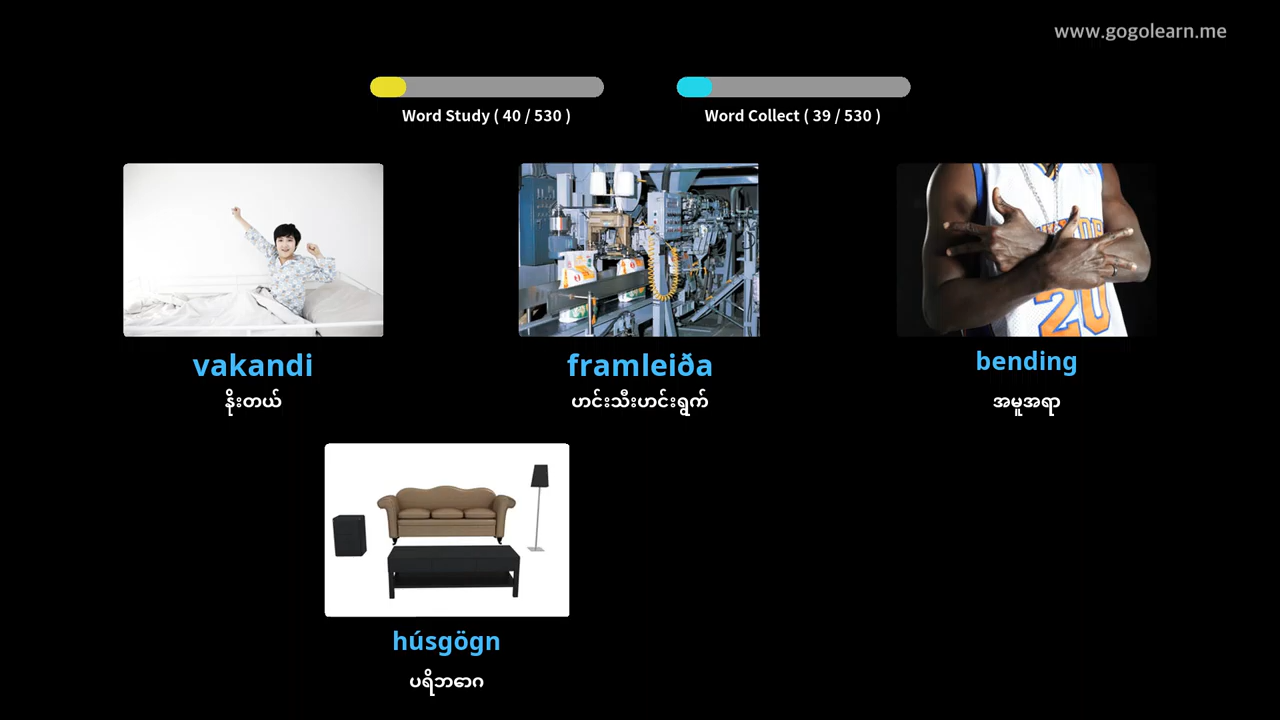 www.gogolearn.me
Word Study ( 40 / 530 )
Word Collect ( 39 / 530 )
vakandi
နိုးတယ်
framleiða
ဟင်းသီးဟင်းရွက်
bending
အမူအရာ
20
húsgögn
ပရိဘောဂ